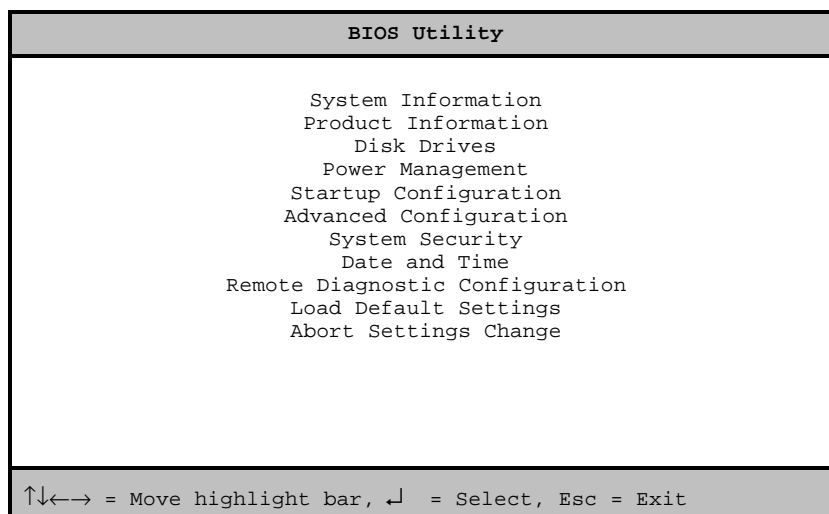 BIOS Utility
System Information
Product Information
Disk Drives
Power Management
Startup Configuration
Advanced Configuration
System Security
Date and Time
Remote Diagnostic Configuration
Load Default Settings
Abort Settings Change
↑↓←→ = Move highlight bar, ↵ = Select, Esc = Exit